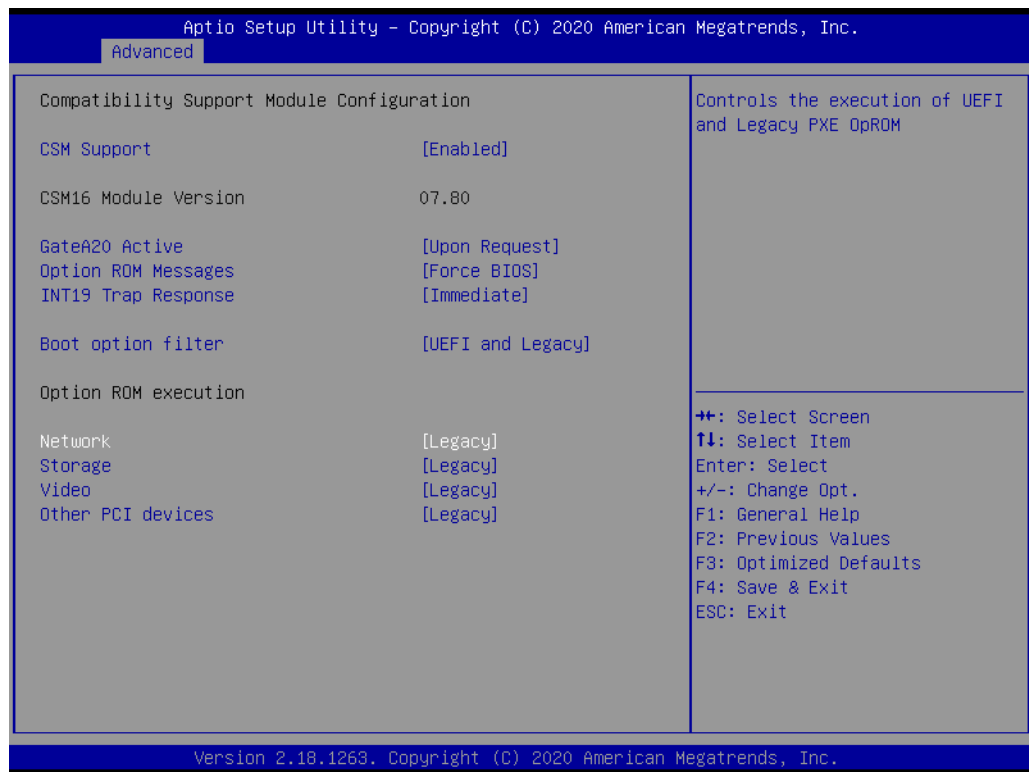 Aptio Setup Utility – Copyright (C) 2020 American Megatrends, Inc.
Advanced
Compatibility Support Module Configuration
CSM Support [Enabled]
CSM16 Module Version 07.80
GateA20 Active [Upon Request]
Option ROM Messages [Force BIOS]
INT19 Trap Response [Immediate]
Boot option filter [UEFI and Legacy]
Option ROM execution
Network [Legacy]
Storage [Legacy]
Video [Legacy]
Other PCI devices [Legacy]
Controls the execution of UEFI
and Legacy PXE OpROM
→←: Select Screen
↑↓: Select Item
Enter: Select
+/-: Change Opt.
F1: General Help
F2: Previous Values
F3: Optimized Defaults
F4: Save & Exit
ESC: Exit
Version 2.18.1263. Copyright (C) 2020 American Megatrends, Inc.